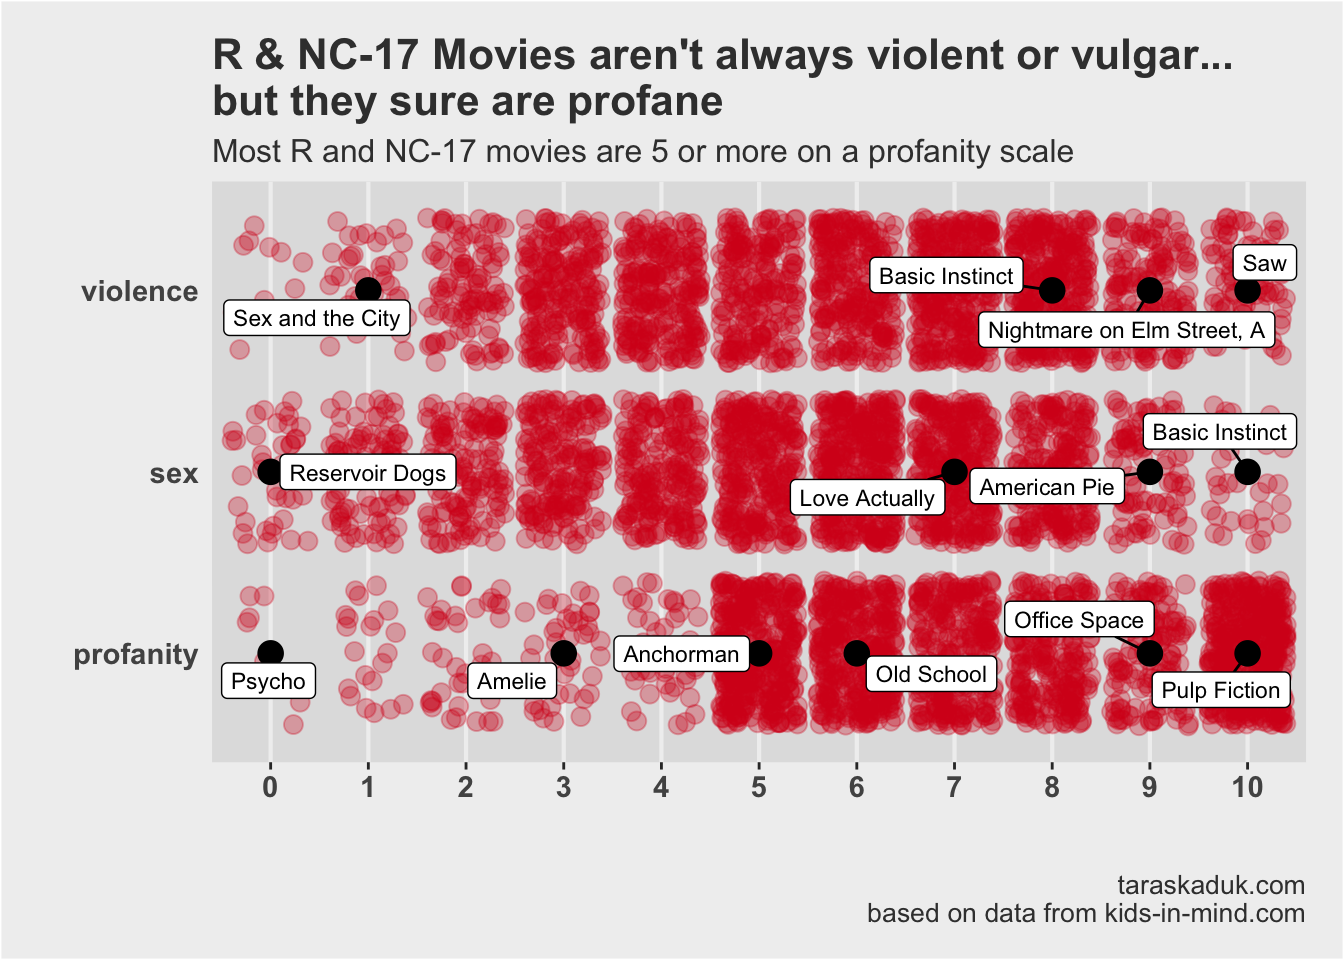 R & NC-17 Movies aren't always violent or vulgar...
but they sure are profane
Most R and NC-17 movies are 5 or more on a profanity scale
violence
Sex and the City
Basic Instinct
Nightmare on Elm Street, A
Saw
sex
Reservoir Dogs
Love Actually
American Pie
Basic Instinct
profanity
Psycho
Amelie
Anchorman
Old School
Office Space
Pulp Fiction
0 1 2 3 4 5 6 7 8 9 10
taraskaduk.com
based on data from kids-in-mind.com